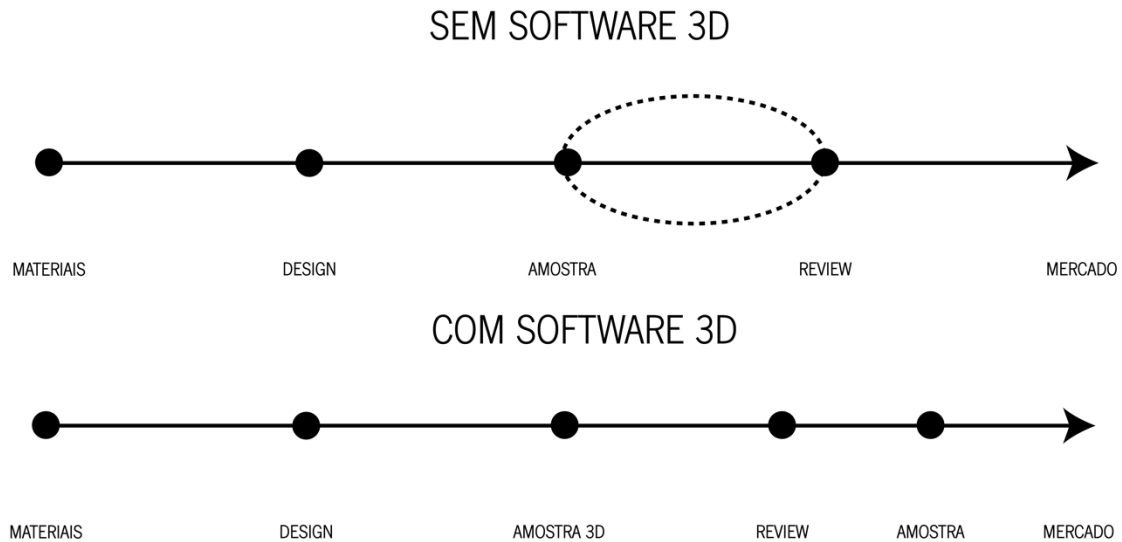 SEM SOFTWARE 3D
MATERIAIS DESIGN AMOSTRA REVIEW MERCADO
COM SOFTWARE 3D
MATERIAIS DESIGN AMOSTRA 3D REVIEW AMOSTRA MERCADO